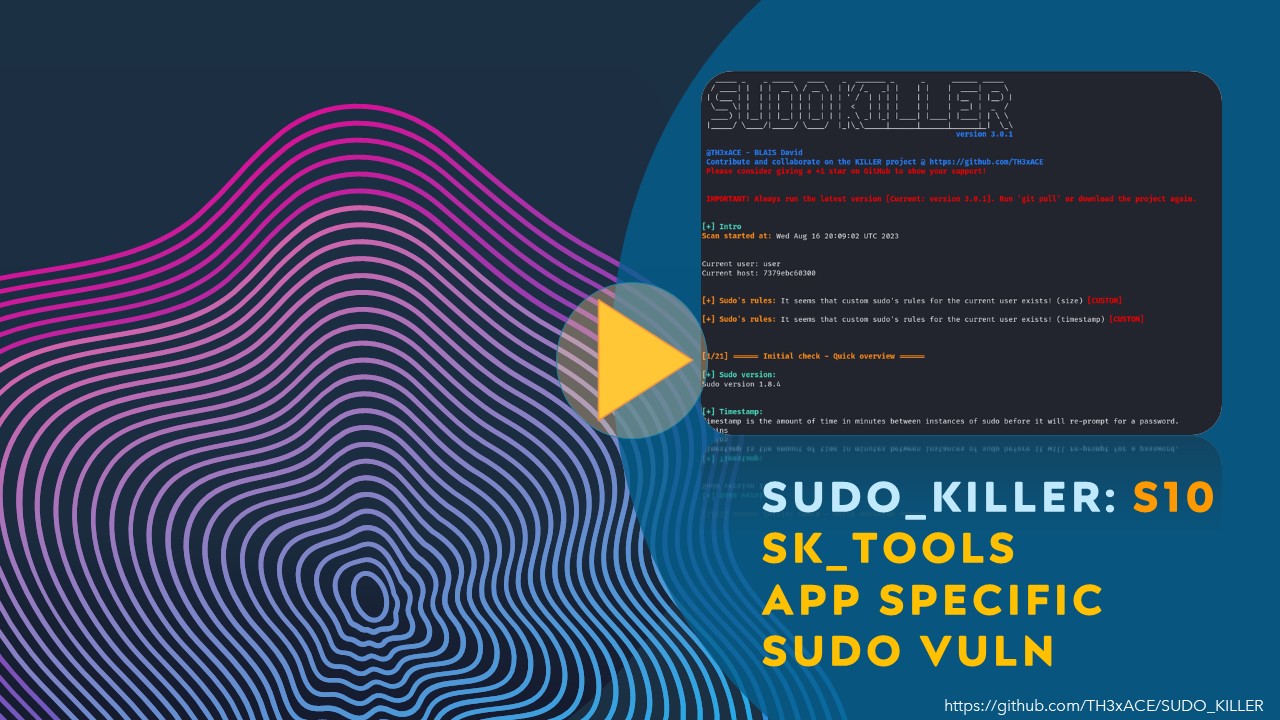 SUDOKILLER
version 3.0.1
@TH3xACE - BLAIS David
Contribute and collaborate on the KILLER project @ https://github.com/TH3xACE
Please consider giving a +1 star on GitHub to show your support!
IMPORTANT! Always run the latest version [Current: version 3.0.1]. Run 'git pull' or download the project again.
[+] Intro
Scan started at: Wed Aug 16 20:09:02 UTC 2023
Current user: user
Current host: 7379ebc60300
[+] Sudo's rules: It seems that custom sudo's rules for the current user exists! (size) [CUSTOM]
[+] Sudo's rules: It seems that custom sudo's rules for the current user exists! (timestamp) [CUSTOM]
[1/21] ====== Initial check - Quick overview ======
[+] Sudo version:
Sudo version 1.8.4
[+] Timestamp:
Timestamp is the amount of time in minutes between instances of sudo before it will re-prompt for a password.
SUDO_KILLER: S10
SK_TOOLS
APP SPECIFIC
SUDO VULN
https://github.com/TH3xACE/SUDO_KILLER